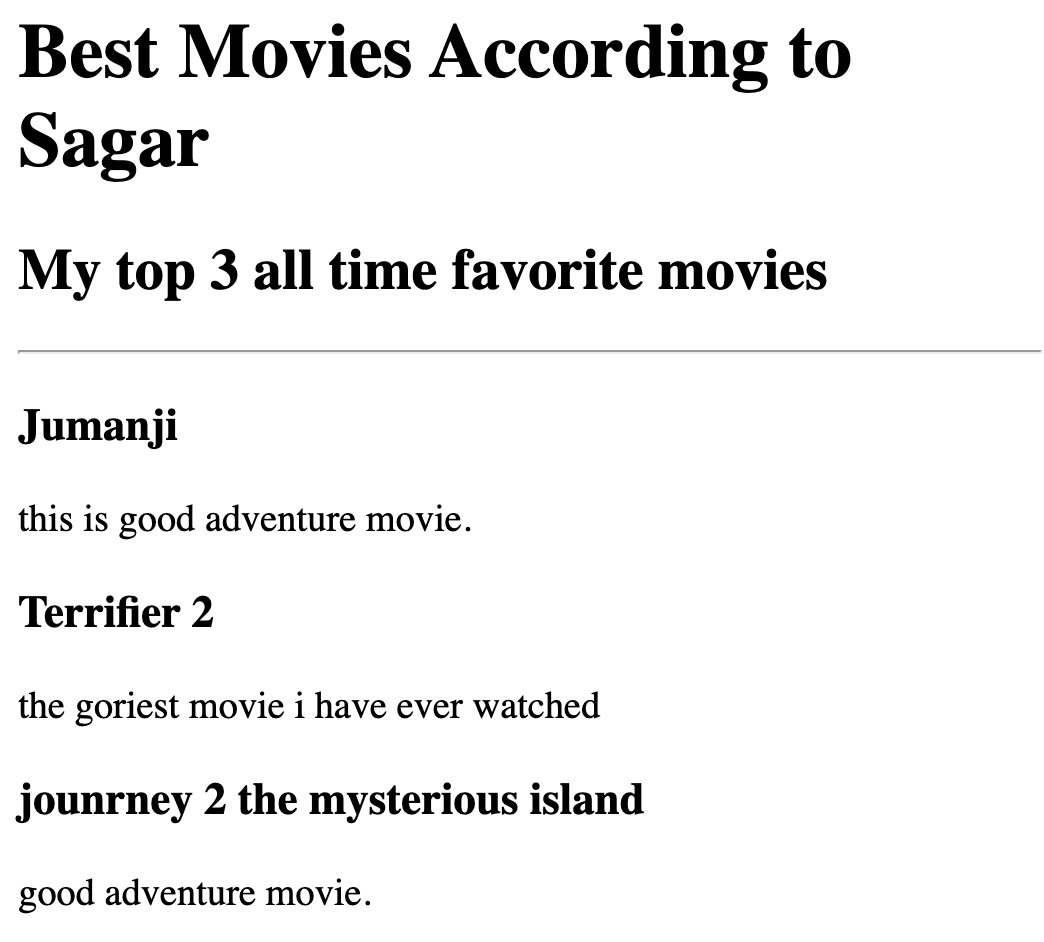 Best Movies According to
Sagar
My top 3 all time favorite movies
Jumanji
this is good adventure movie.
Terrifier 2
the goriest movie i have ever watched
jounrney 2 the mysterious island
good adventure movie.